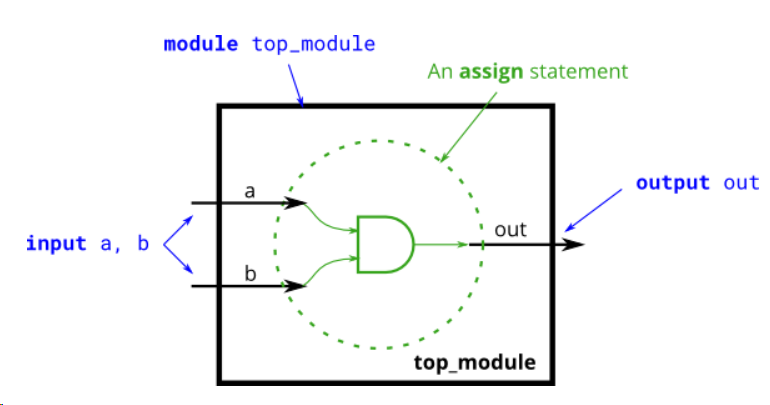 module top_module
An assign statement
a
output out
out
input a, b
b
top_module